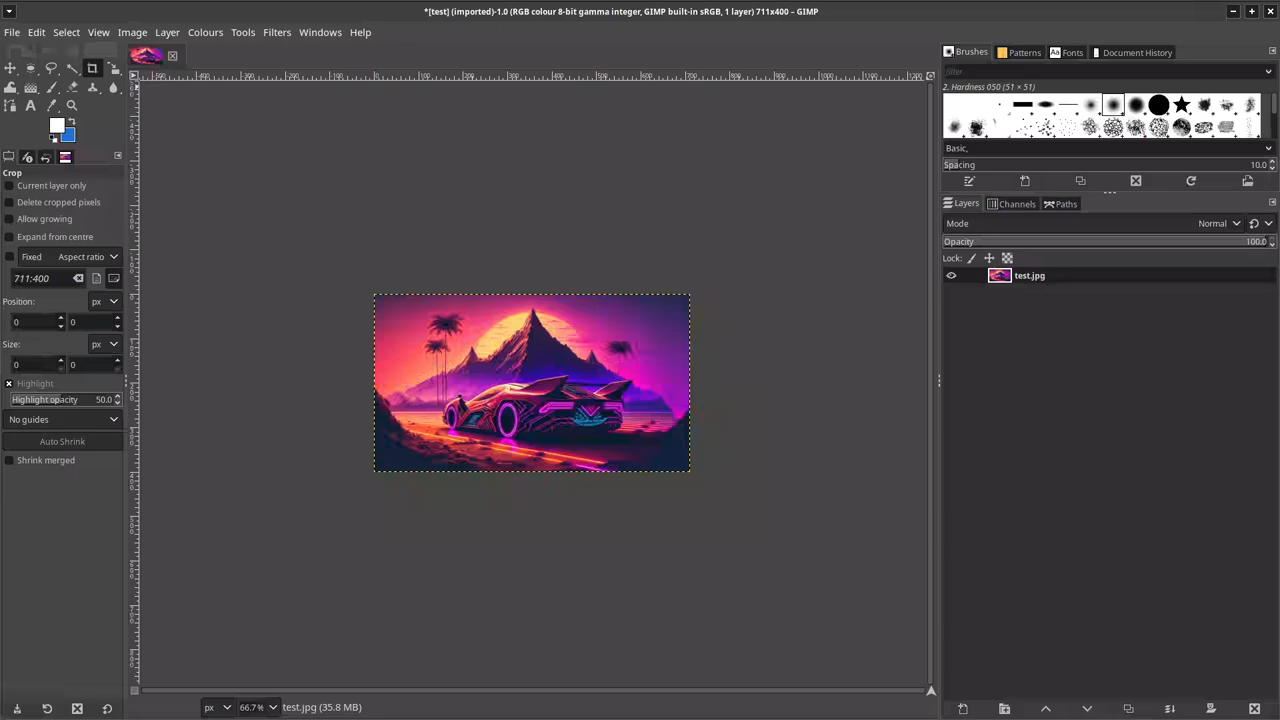 *[test] (imported)-1.0 (RGB colour 8-bit gamma integer, GIMP built-in sRGB, 1 layer) 711x400 – GIMP
File Edit Select View Image Layer Colours Tools Filters Windows Help
Brushes Patterns Fonts Document History
filter
2. Hardness 050 (51 × 51)
Basic,
Spacing 10.0
Layers Channels Paths
Mode Normal
Opacity 100.0
Lock:
test.jpg
Crop
Current layer only
Delete cropped pixels
Allow growing
Expand from centre
Fixed Aspect ratio
711:400
Position: px
0 0
Size: px
0 0
Highlight
Highlight opacity 50.0
No guides
Auto Shrink
Shrink merged
px 66.7% test.jpg (35.8 MB)